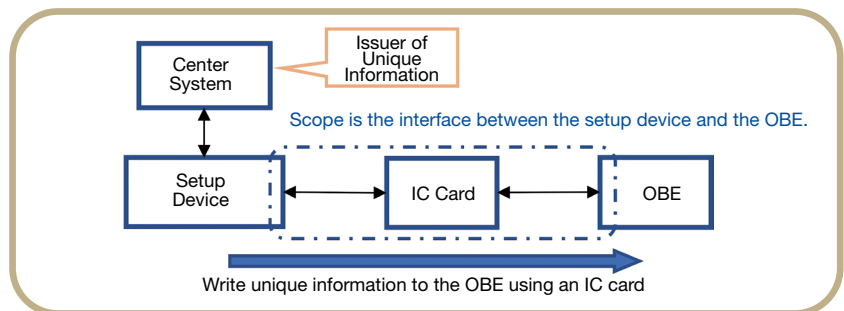 Issuer of
Unique
Information
Center
System
Scope is the interface between the setup device and the OBE.
Setup
Device
IC Card
OBE
Write unique information to the OBE using an IC card